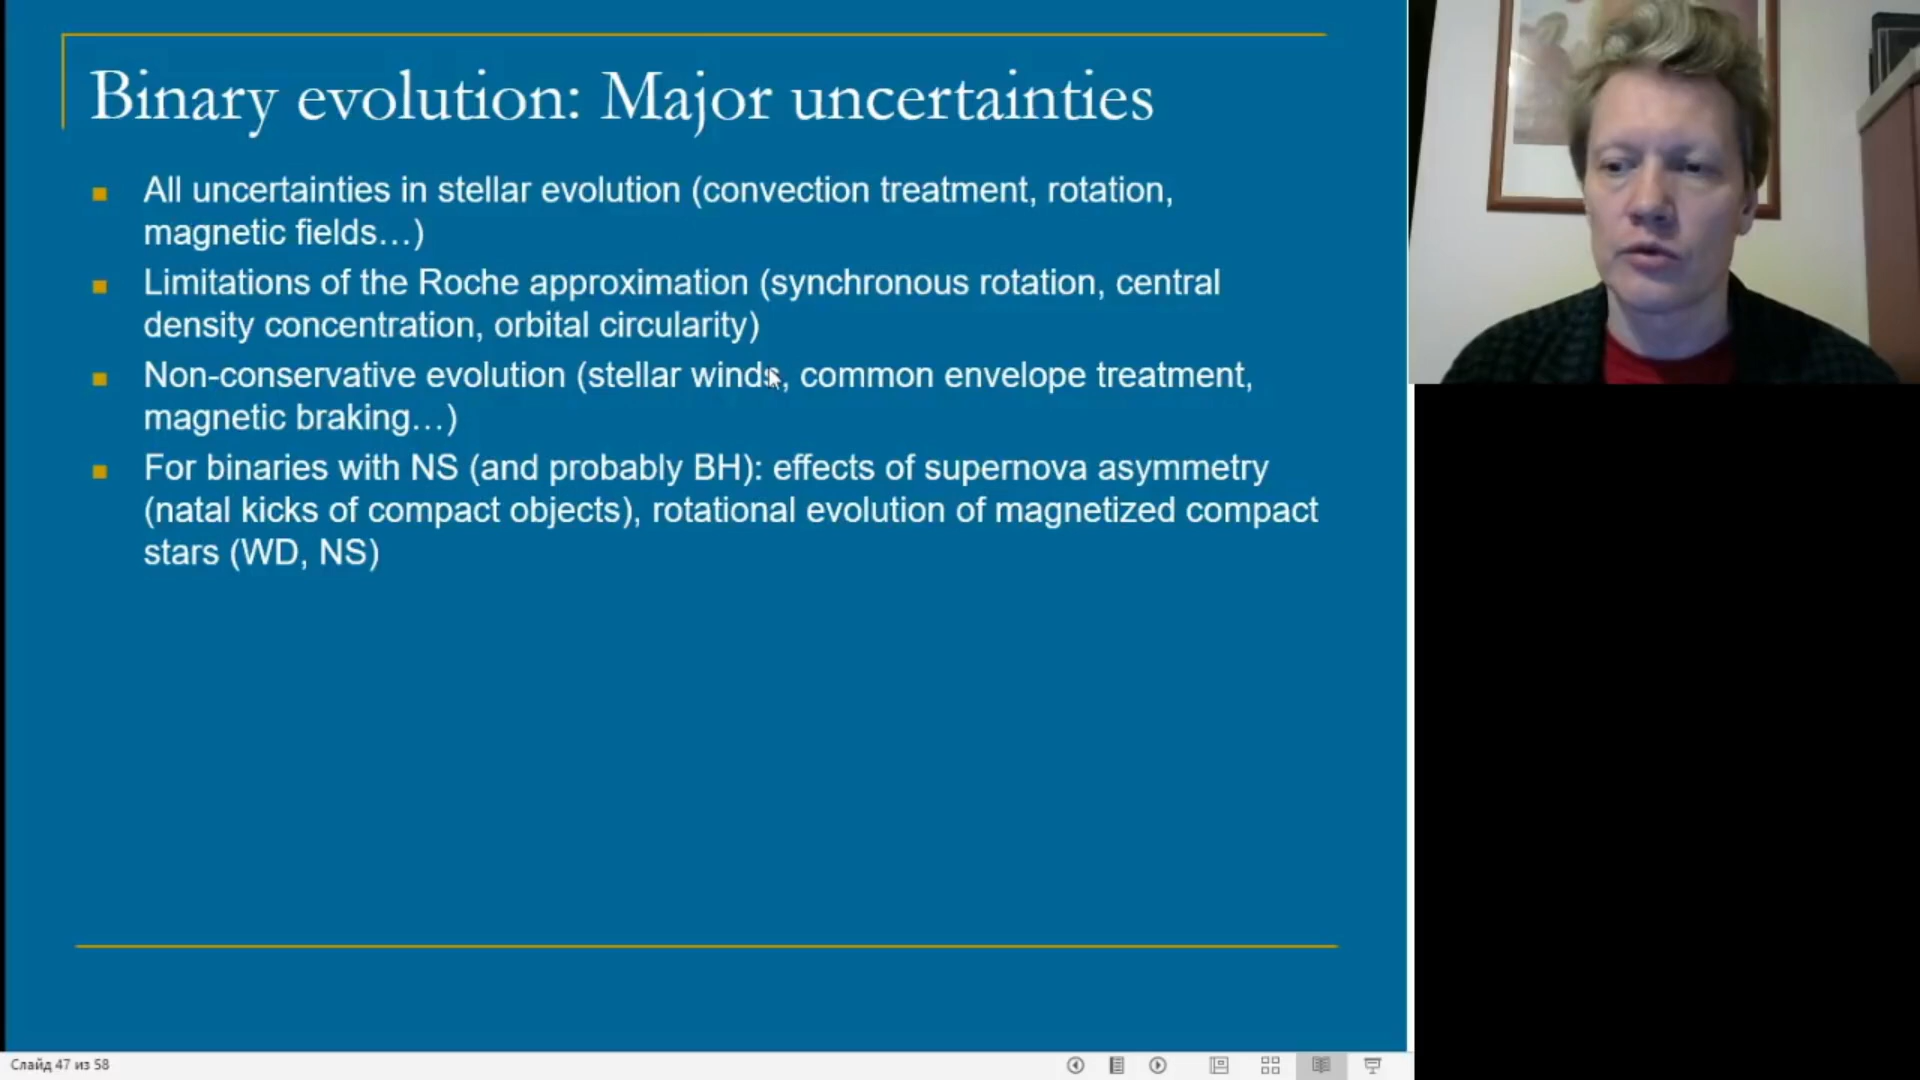 Binary evolution: Major uncertainties
All uncertainties in stellar evolution (convection treatment, rotation,
magnetic fields…)
Limitations of the Roche approximation (synchronous rotation, central
density concentration, orbital circularity)
Non-conservative evolution (stellar winds, common envelope treatment,
magnetic braking…)
For binaries with NS (and probably BH): effects of supernova asymmetry
(natal kicks of compact objects), rotational evolution of magnetized compact
stars (WD, NS)
Слайд 47 из 58